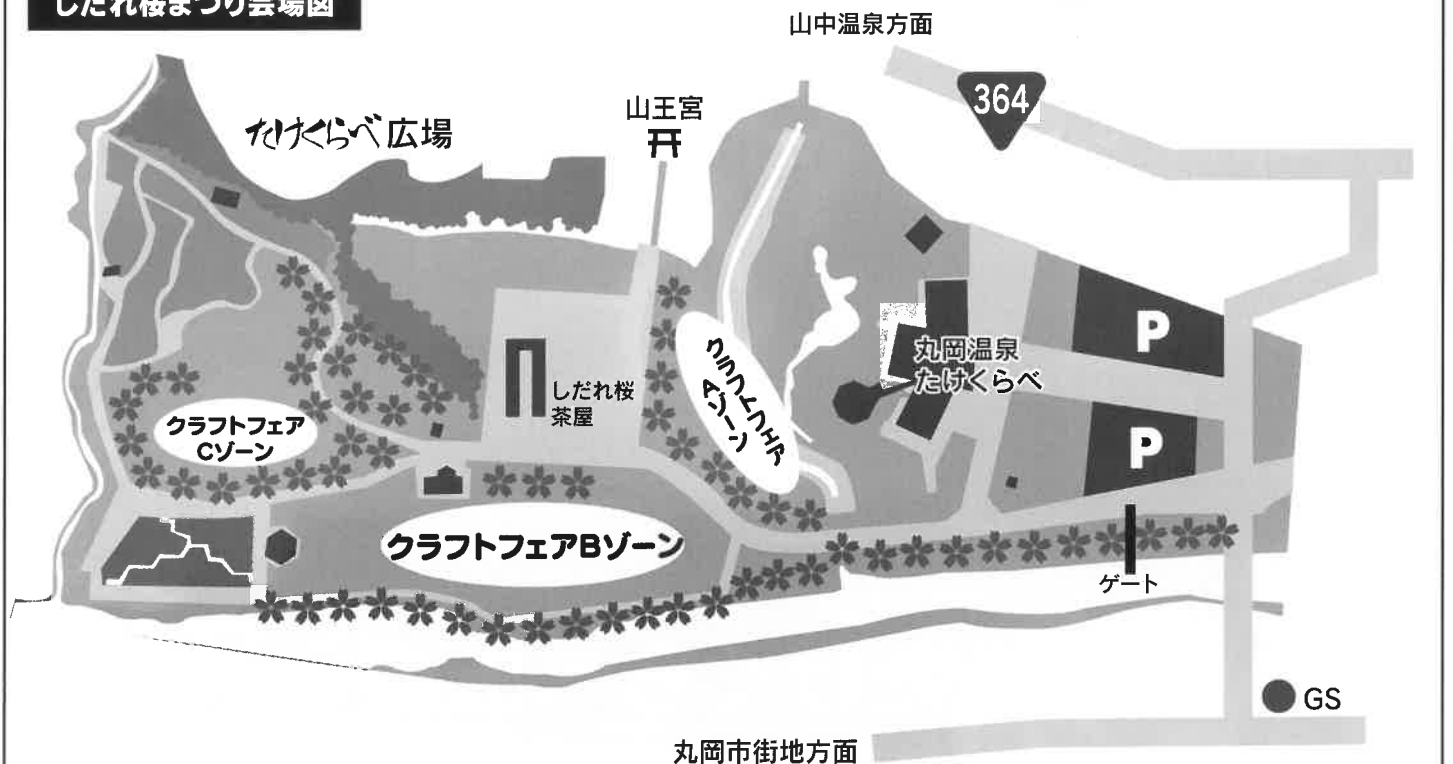 しだれ桜まつり会場図
山中温泉方面
364
山王宮
たけくらべ広場
P
丸岡温泉
たけくらべ
しだれ桜
茶屋
クラフトフェア
Aゾーン
クラフトフェア
Cゾーン
P
クラフトフェアBゾーン
ゲート
GS
丸岡市街地方面